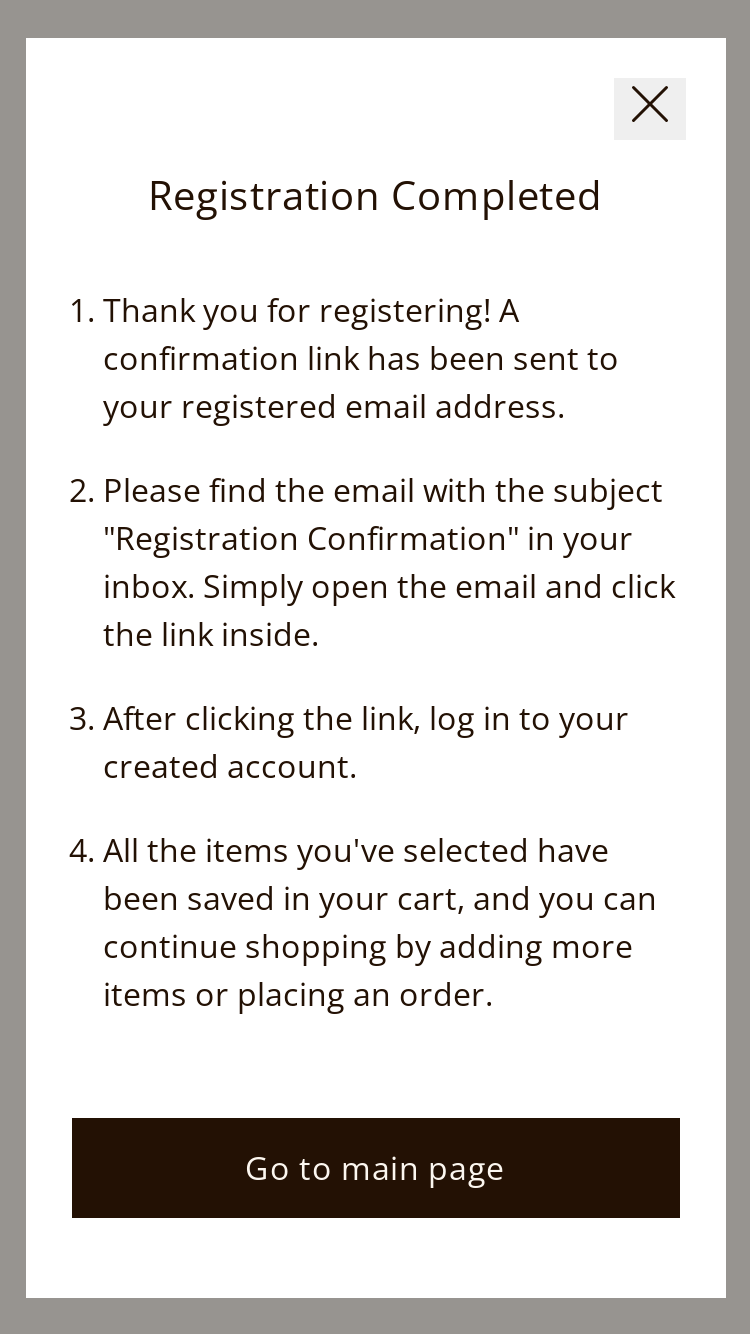 Registration Completed
1. Thank you for registering! A
confirmation link has been sent to
your registered email address.
2. Please find the email with the subject
"Registration Confirmation" in your
inbox. Simply open the email and click
the link inside.
3. After clicking the link, log in to your
created account.
4. All the items you've selected have
been saved in your cart, and you can
continue shopping by adding more
items or placing an order.
Go to main page